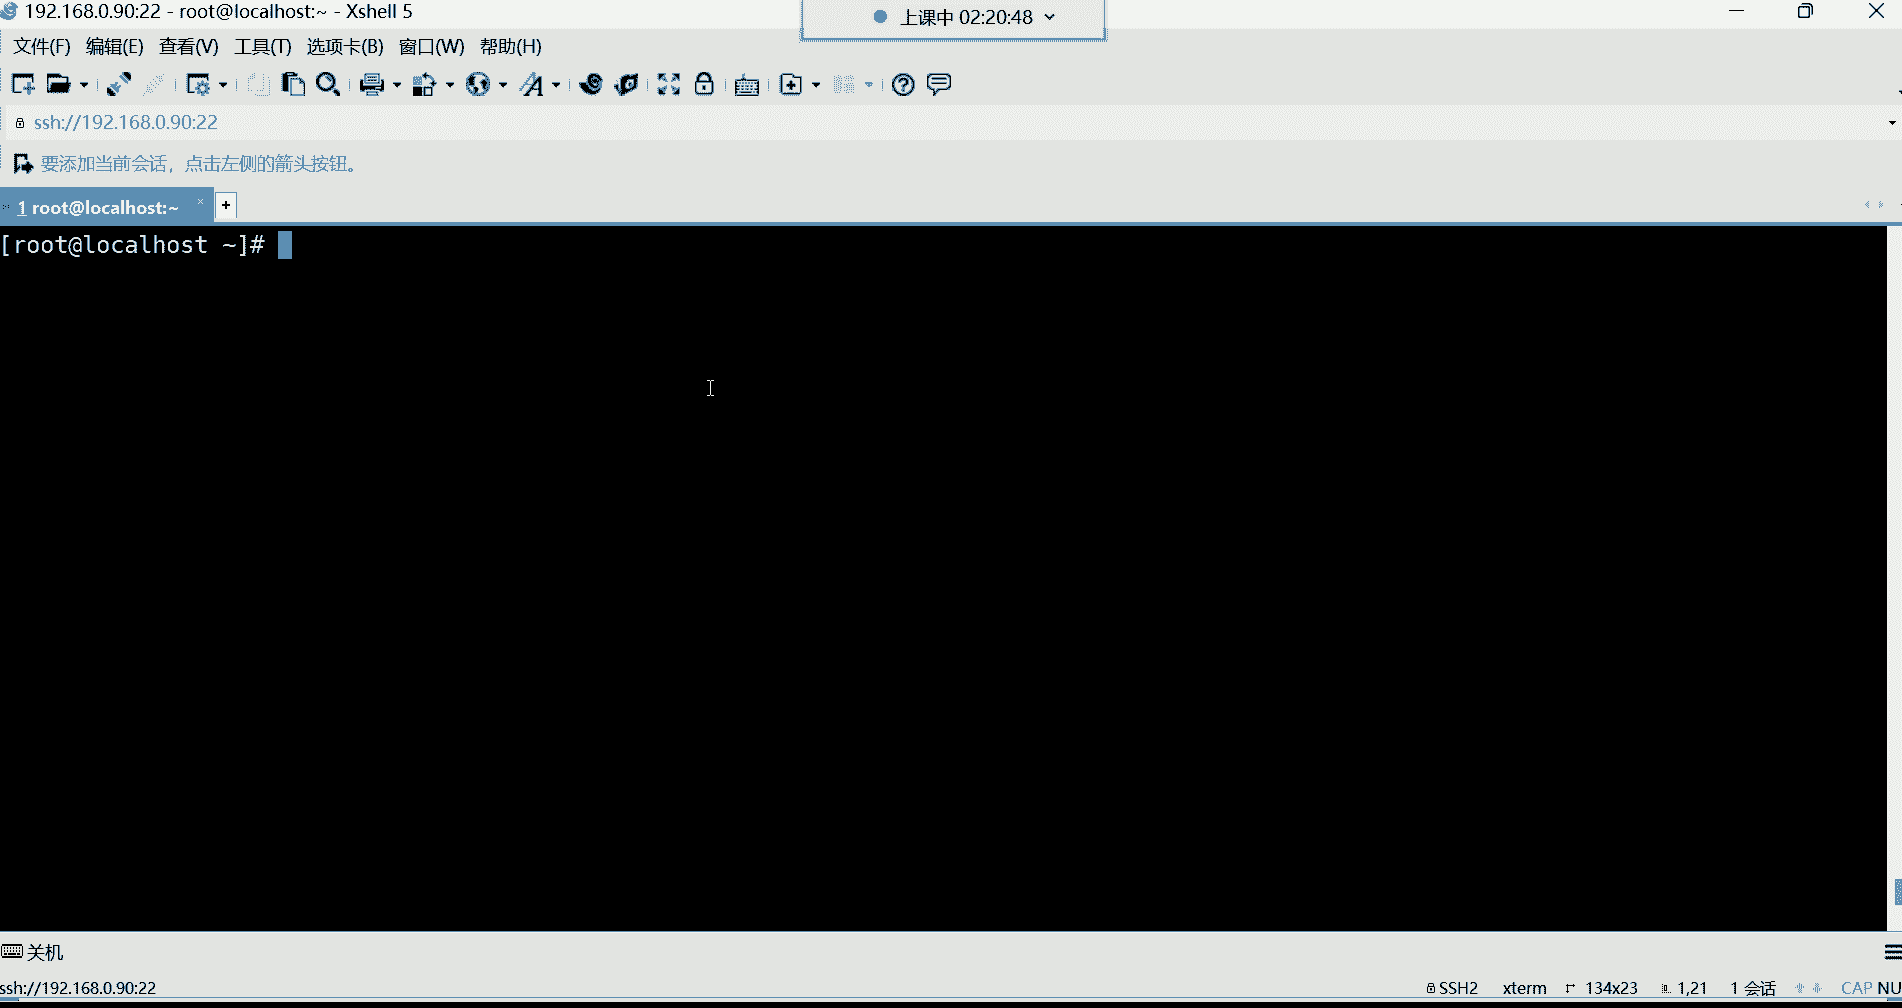 192.168.0.90:22 - root@localhost:~ - Xshell 5
上课中 02:20:48
文件(F) 编辑(E) 查看(V) 工具(T) 选项卡(B) 窗口(W) 帮助(H)
ssh://192.168.0.90:22
要添加当前会话，点击左侧的箭头按钮。
1 root@localhost:~ × +
[root@localhost ~]#
关机
ssh://192.168.0.90:22 SSH2 xterm 134x23 1,21 1 会话 CAP NU